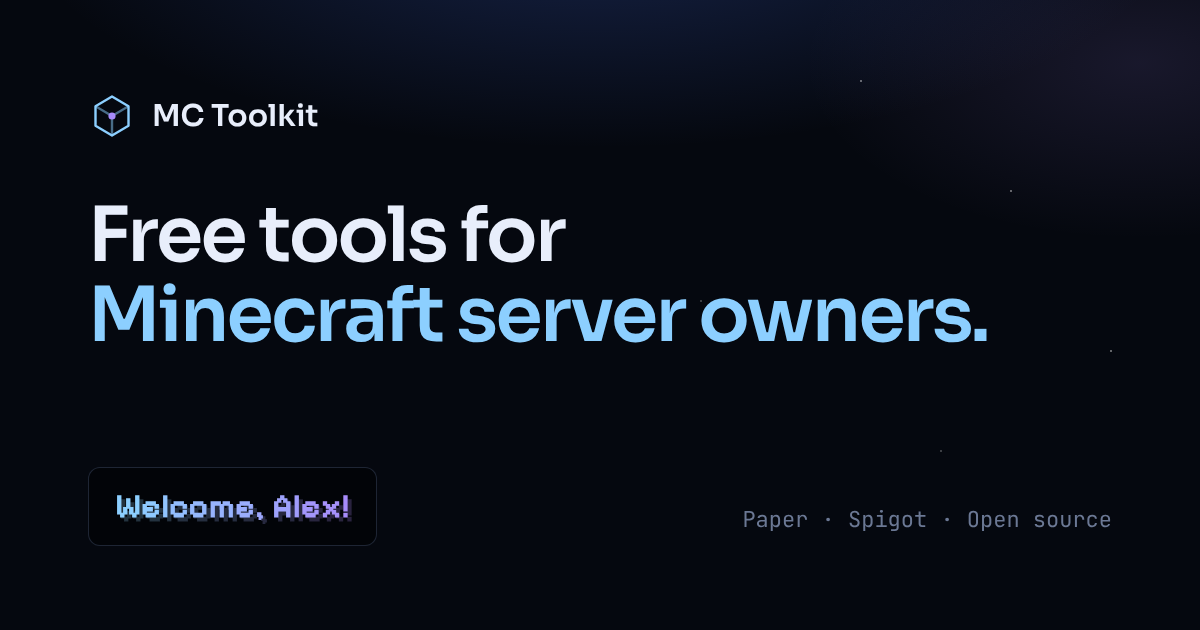 MC Toolkit
Free tools for
Minecraft server owners.
Welcome, Alex!
Paper · Spigot · Open source